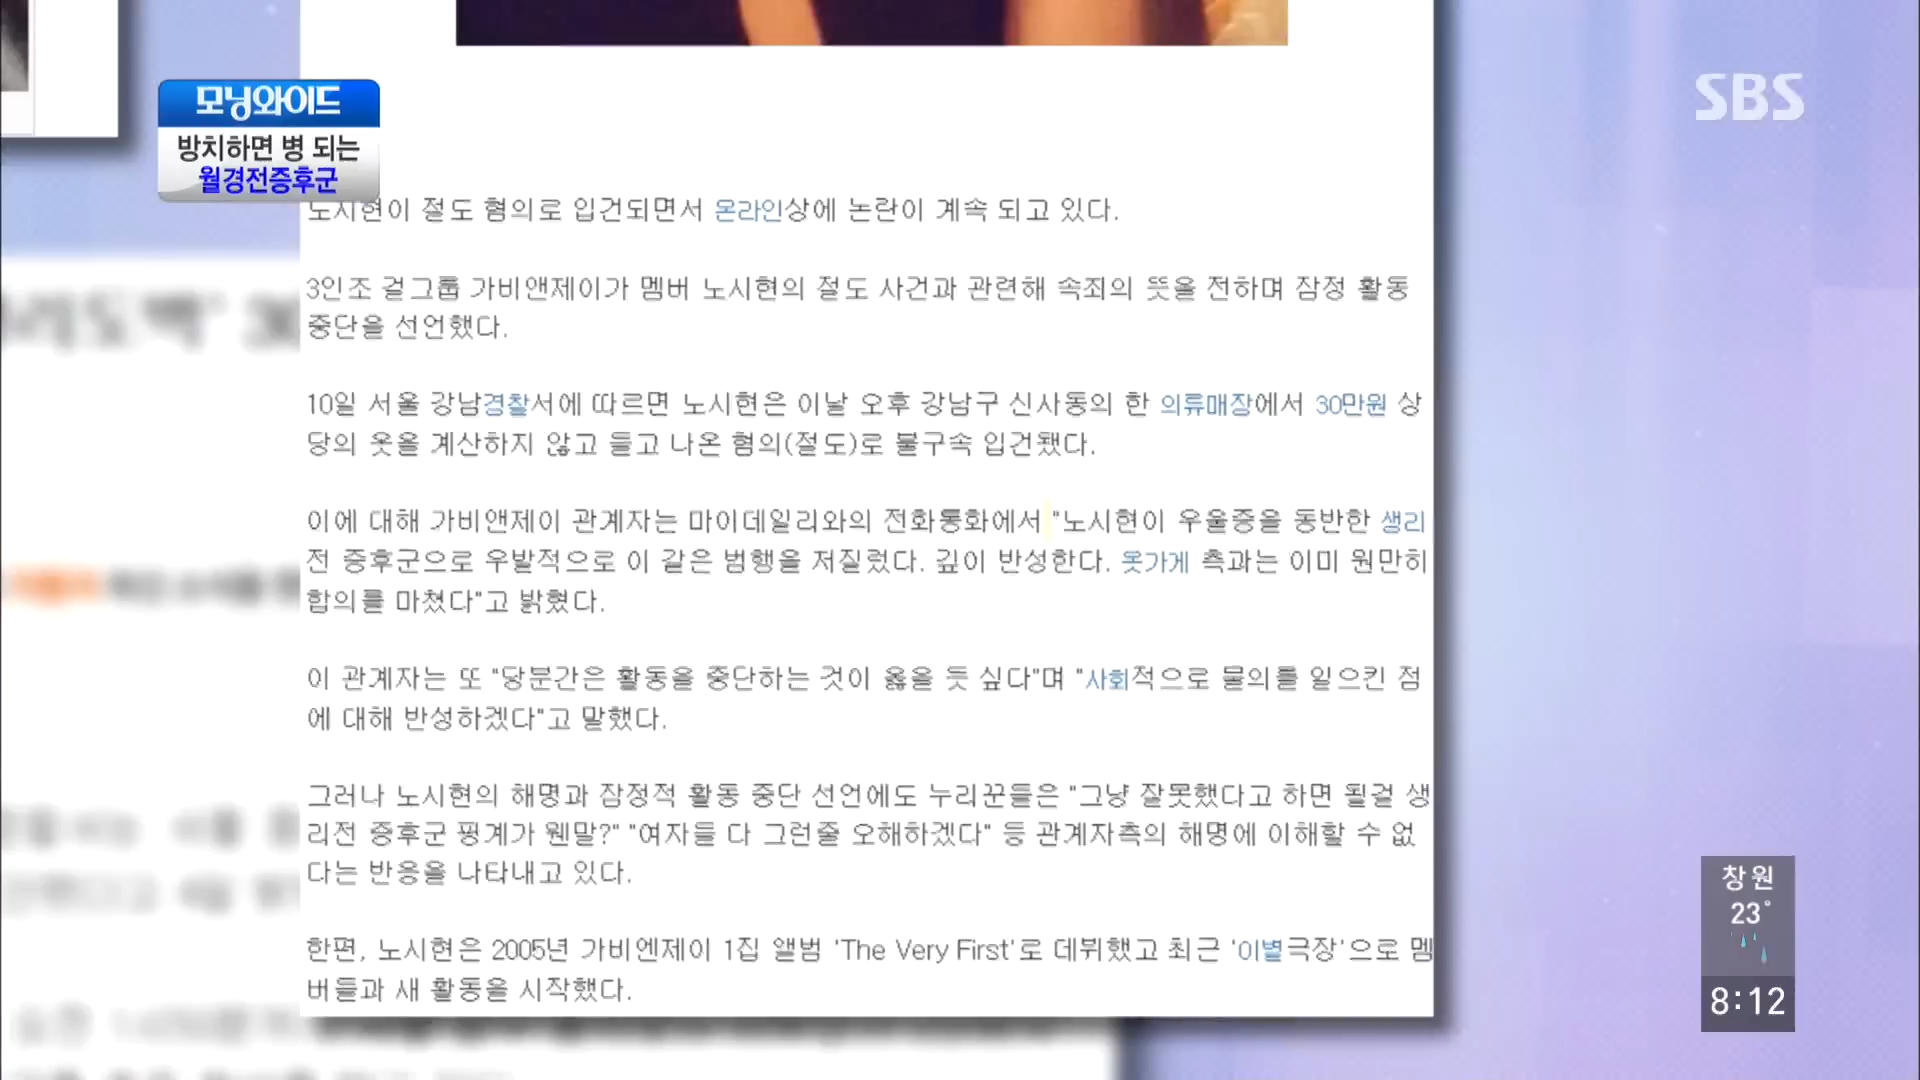 모닝와이드
방치하면 병 되는
월경전증후군
SBS
노시현이 절도 혐의로 입건되면서 온라인상에 논란이 계속 되고 있다.
3인조 걸그룹 가비앤제이가 멤버 노시현의 절도 사건과 관련해 속죄의 뜻을 전하며 잠정 활동
중단을 선언했다.
10일 서울 강남경찰서에 따르면 노시현은 이날 오후 강남구 신사동의 한 의류매장에서 30만원 상
당의 옷을 계산하지 않고 들고 나온 혐의(절도)로 불구속 입건됐다.
이에 대해 가비앤제이 관계자는 마이데일리와의 전화통화에서 "노시현이 우울증을 동반한 생리
전 증후군으로 우발적으로 이 같은 범행을 저질렀다. 깊이 반성한다. 옷가게 측과는 이미 원만히
합의를 마쳤다"고 밝혔다.
이 관계자는 또 "당분간은 활동을 중단하는 것이 옳을 듯 싶다"며 "사회적으로 물의를 일으킨 점
에 대해 반성하겠다"고 말했다.
그러나 노시현의 해명과 잠정적 활동 중단 선언에도 누리꾼들은 "그냥 잘못했다고 하면 될걸 생
리전 증후군 핑계가 웬말?" "여자들 다 그런줄 오해하겠다" 등 관계자측의 해명에 이해할 수 없
다는 반응을 나타내고 있다.
한편, 노시현은 2005년 가비엔제이 1집 앨범 'The Very First'로 데뷔했고 최근 '이별극장'으로 멤
버들과 새 활동을 시작했다.
창원
23°
8:12